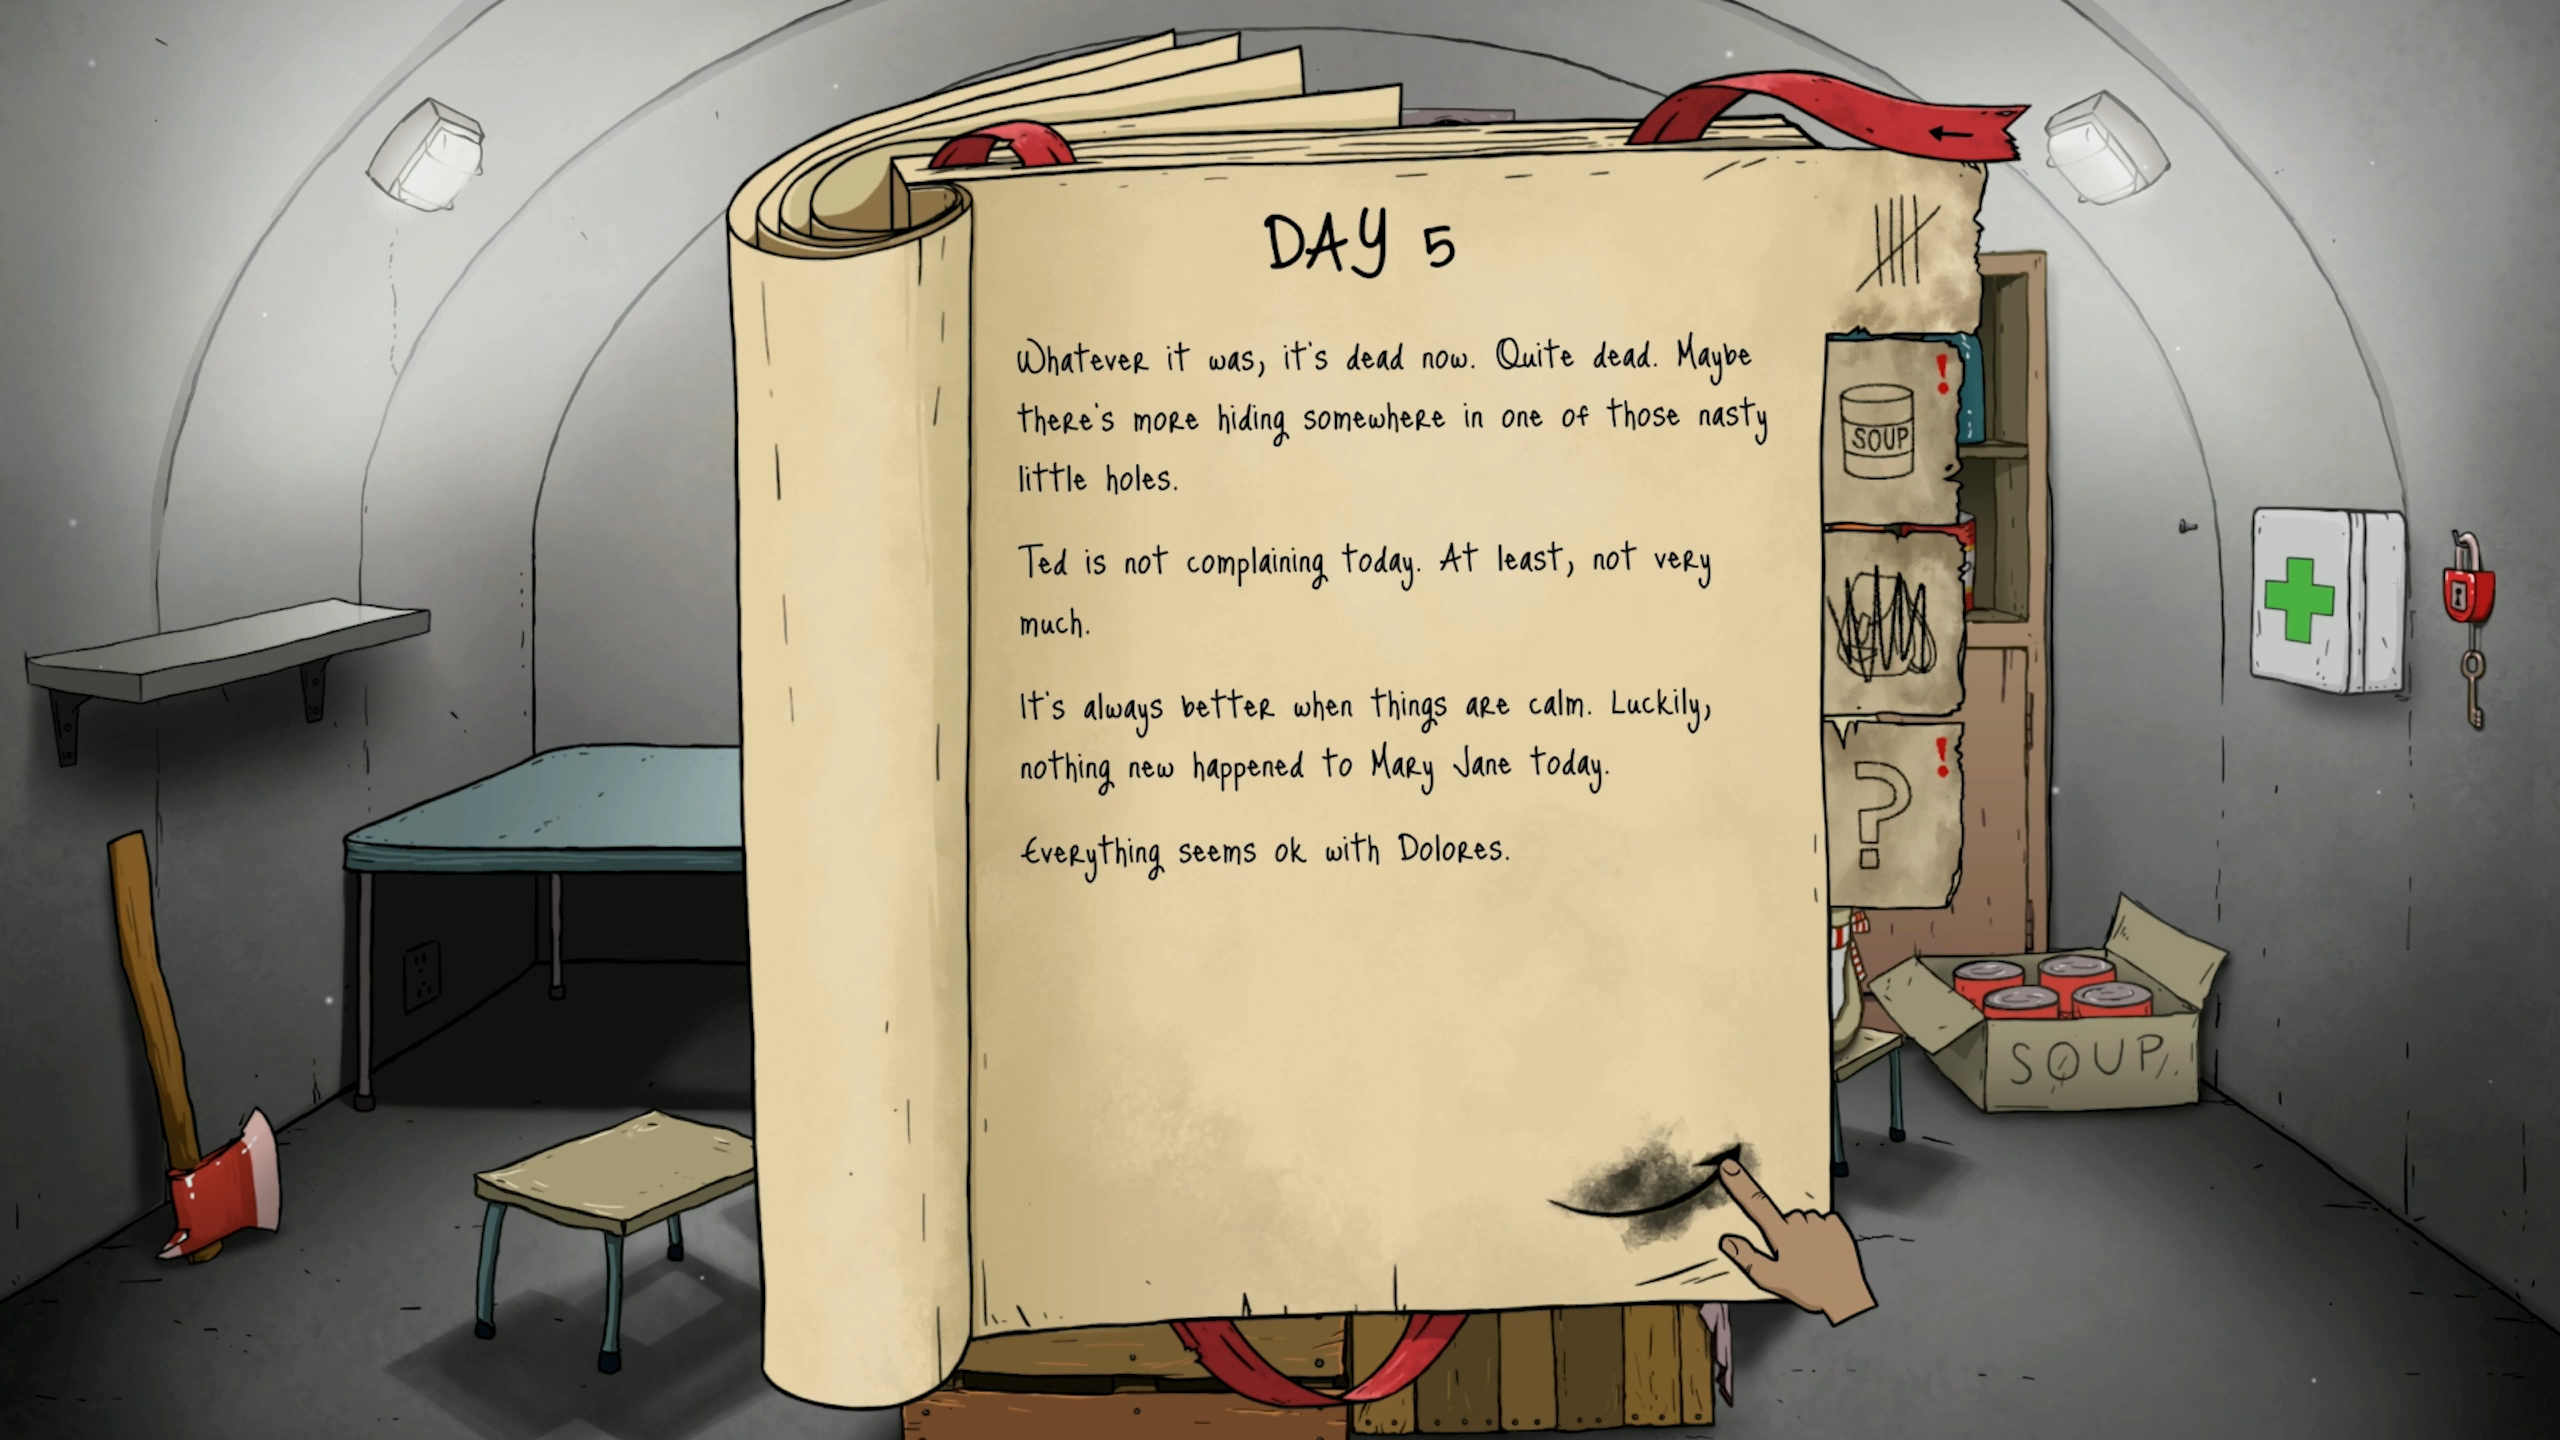 DAY 5
Whatever it was, it's dead now. Quite dead. Maybe
there's more hiding somewhere in one of those nasty
little holes.
Ted is not complaining today. At least, not very
much.
It's always better when things are calm. Luckily,
nothing new happened to Mary Jane today.
Everything seems ok with Dolores.
SOUP
!
!
?
SOUP